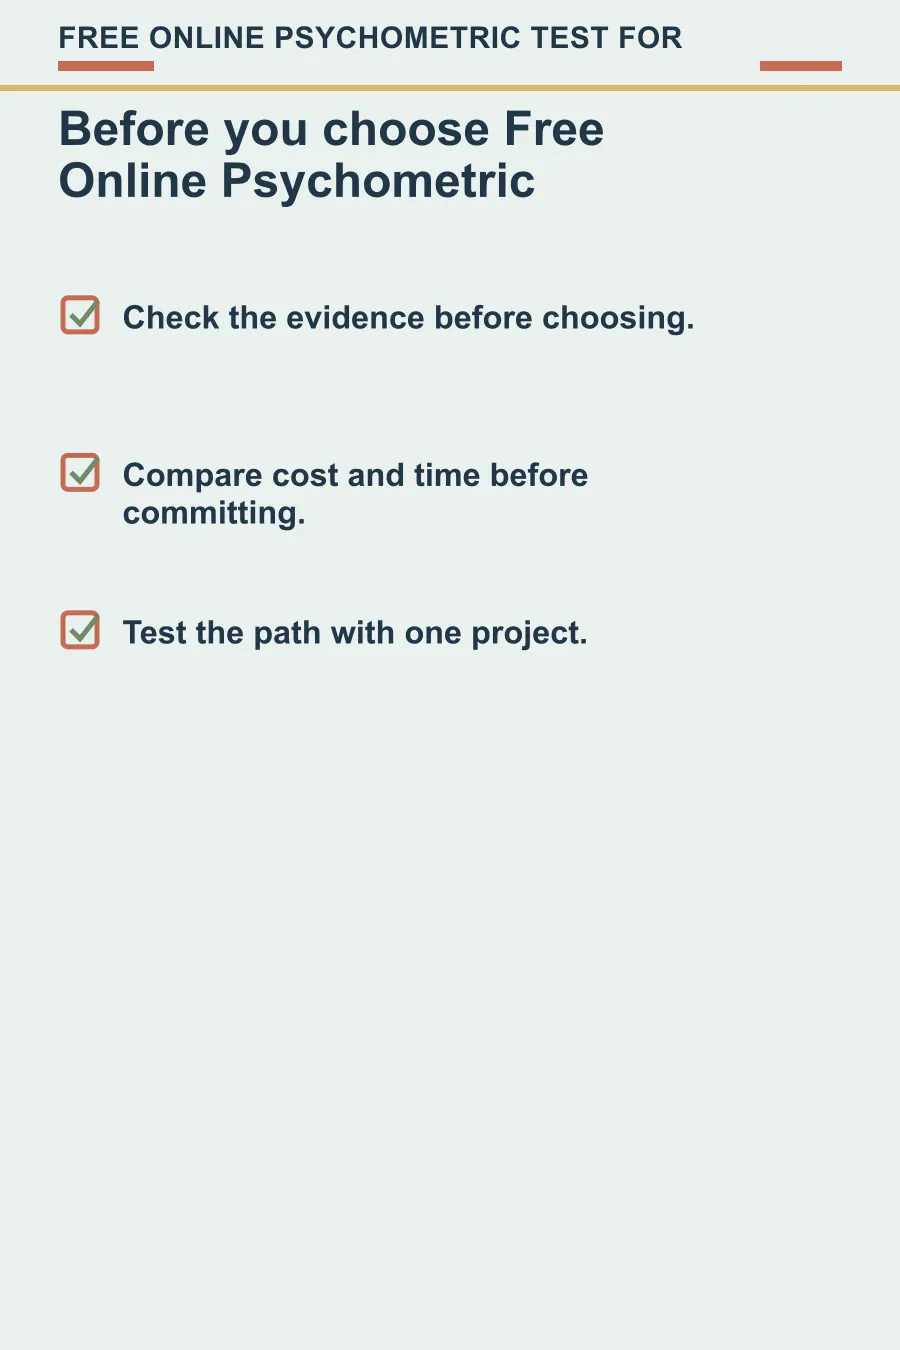 FREE ONLINE PSYCHOMETRIC TEST FOR
Before you choose Free
Online Psychometric
Check the evidence before choosing.
Compare cost and time before
committing.
Test the path with one project.